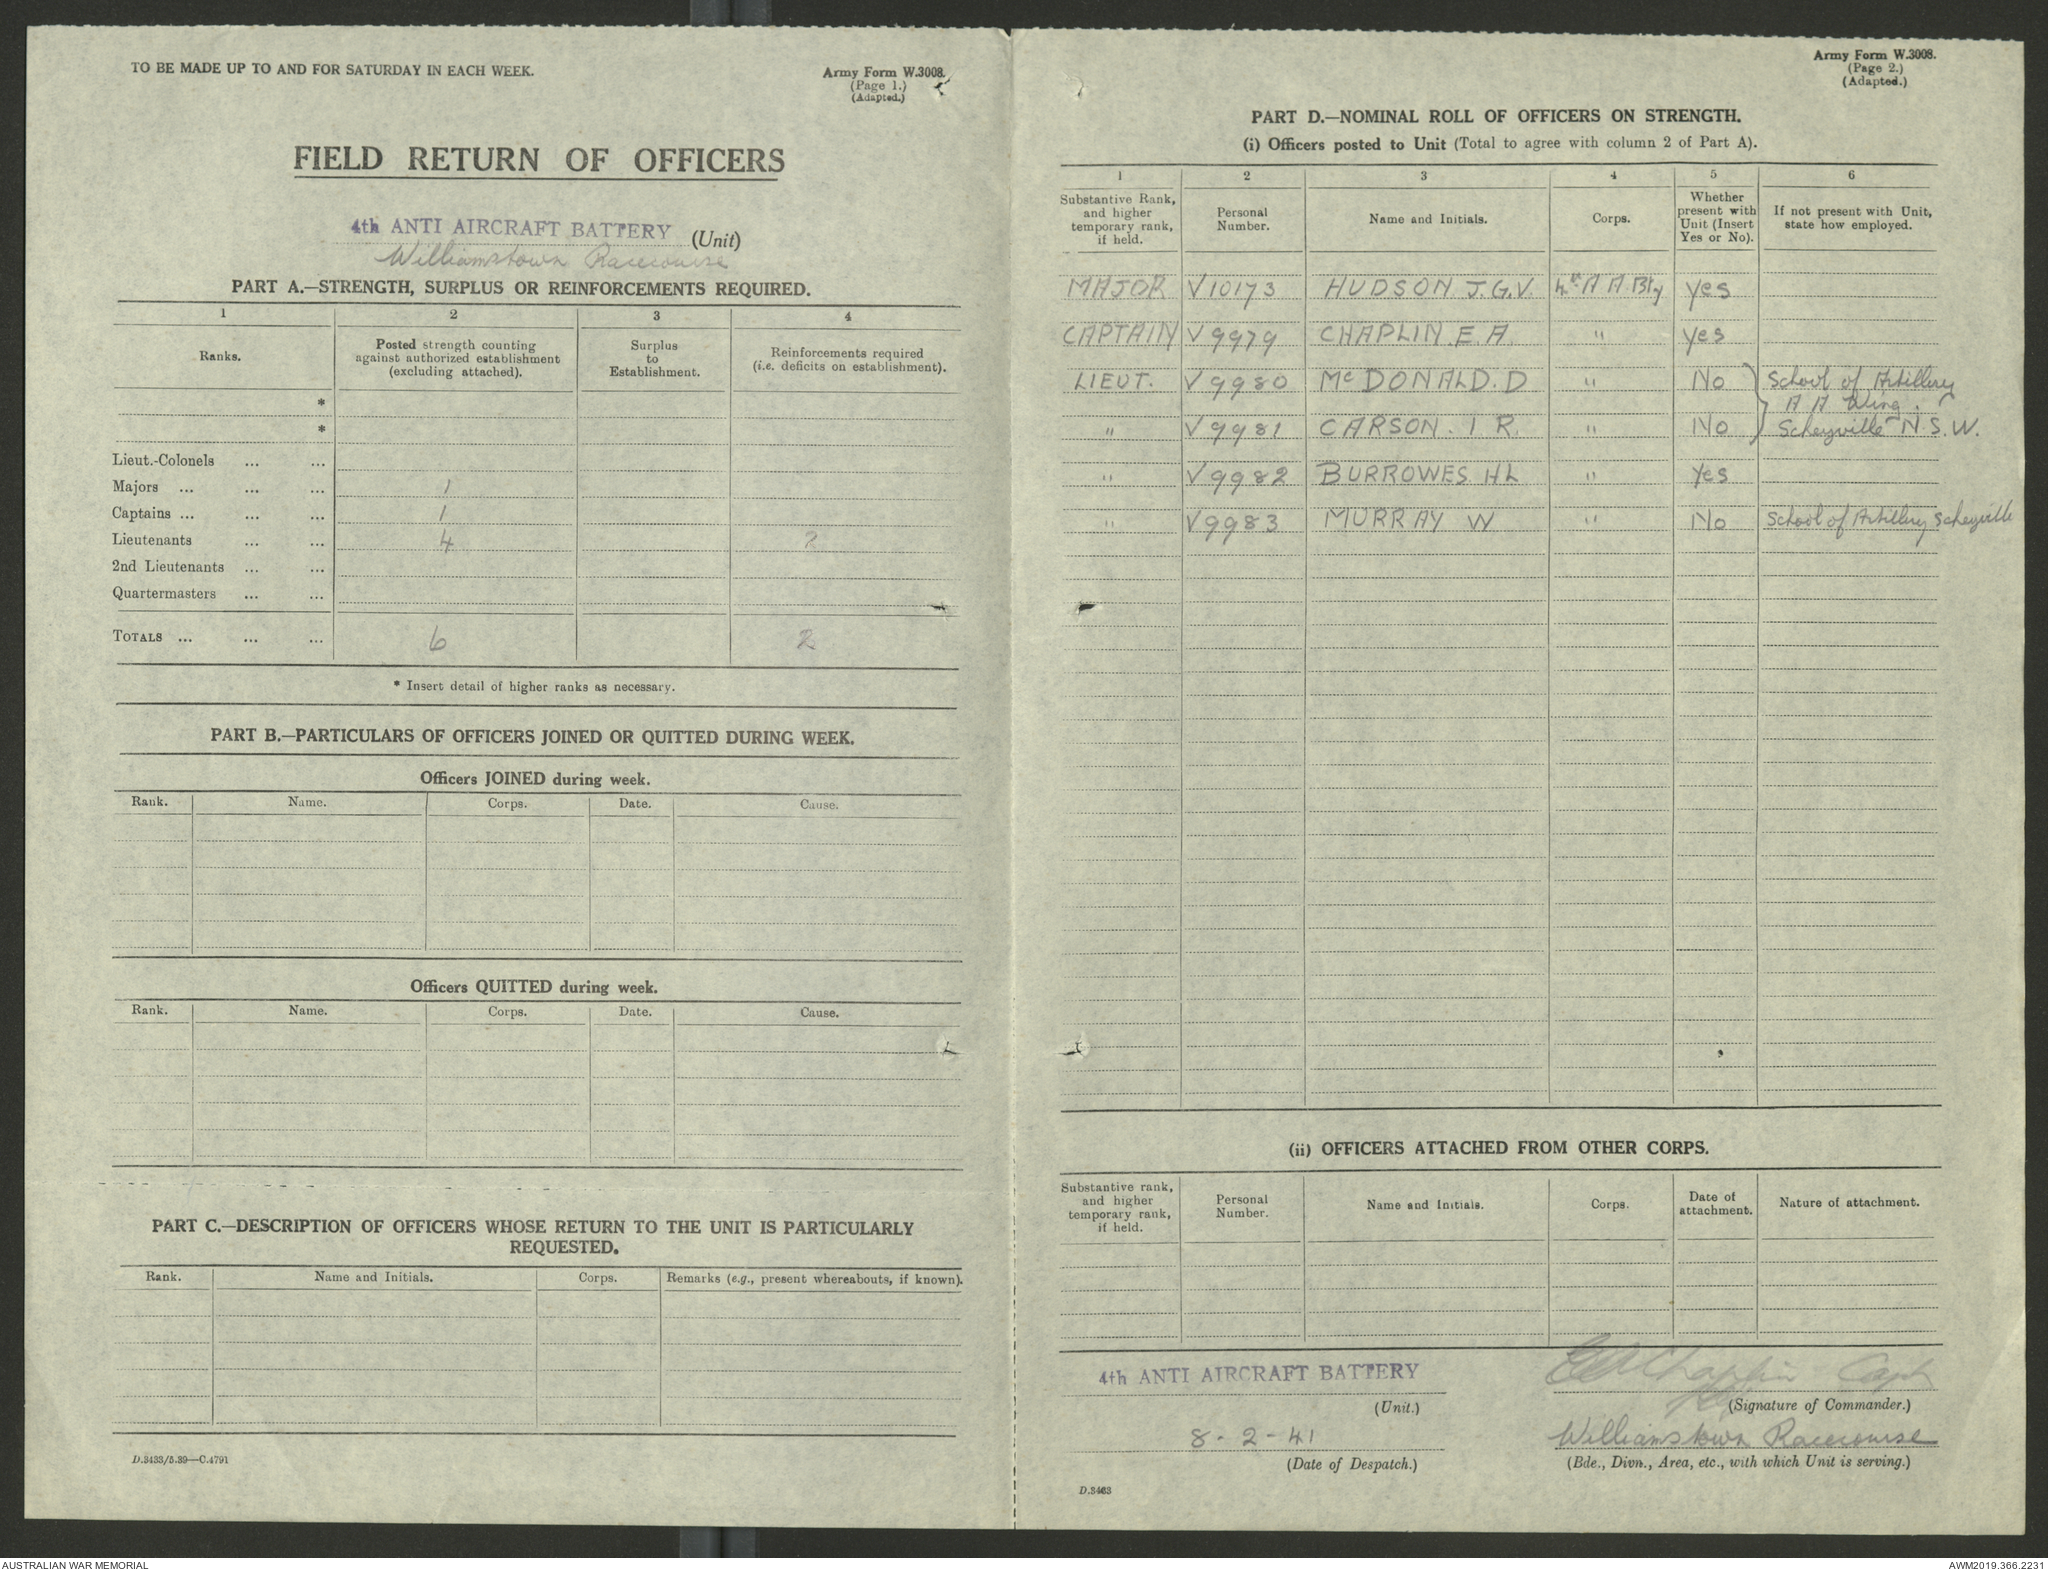 TO BE MADE UP TO AND FOR SATURDAY IN EACH WEEK.
Army Form W.3008.
(Page 1.)
(Adapted.)
FIELD RETURN OF OFFICERS
4th ANTI AIRCRAFT BATTERY (Unit)
Williamstown Racecourse
PART A.—STRENGTH, SURPLUS OR REINFORCEMENTS REQUIRED.
1 2 3 4
Ranks. Posted strength counting against authorized establishment (excluding attached). Surplus to Establishment. Reinforcements required (i.e. deficits on establishment).
*
*
Lieut.-Colonels ... ...
Majors ... ... ... 1
Captains ... ... ... 1
Lieutenants ... ... 4 2
2nd Lieutenants ... ...
Quartermasters ... ...
TOTALS ... ... ... 6 2
* Insert detail of higher ranks as necessary.
PART B.—PARTICULARS OF OFFICERS JOINED OR QUITTED DURING WEEK.
Officers JOINED during week.
Rank. Name. Corps. Date. Cause.
Officers QUITTED during week.
Rank. Name. Corps. Date. Cause.
PART C.—DESCRIPTION OF OFFICERS WHOSE RETURN TO THE UNIT IS PARTICULARLY
REQUESTED.
Rank. Name and Initials. Corps. Remarks (e.g., present whereabouts, if known).
D.3433/5.39—C.4791
Army Form W.3008.
(Page 2.)
(Adapted.)
PART D.—NOMINAL ROLL OF OFFICERS ON STRENGTH.
(i) Officers posted to Unit (Total to agree with column 2 of Part A).
1 2 3 4 5 6
Substantive Rank, and higher temporary rank, if held. Personal Number. Name and Initials. Corps. Whether present with Unit (Insert Yes or No). If not present with Unit, state how employed.
MAJOR V10173 HUDSON J.G.V. 4th A A Bty yes
CAPTAIN V9979 CHAPLIN E.A. " yes
LIEUT. V9980 McDONALD. D " No School of Artillery
A A Wing.
" V9981 CARSON. I R. " No Scheyville N.S.W.
" V9982 BURROWES. HL " Yes
" V9983 MURRAY W " No School of Artillery Scheyville
(ii) OFFICERS ATTACHED FROM OTHER CORPS.
Substantive rank, and higher temporary rank, if held. Personal Number. Name and Initials. Corps. Date of attachment. Nature of attachment.
4th ANTI AIRCRAFT BATTERY EA Chaplin Capt
(Unit.) (Signature of Commander.)
8-2-41 Williamstown Racecourse
(Date of Despatch.) (Bde., Divn., Area, etc., with which Unit is serving.)
D.3433
AUSTRALIAN WAR MEMORIAL AWM2019.366.2231